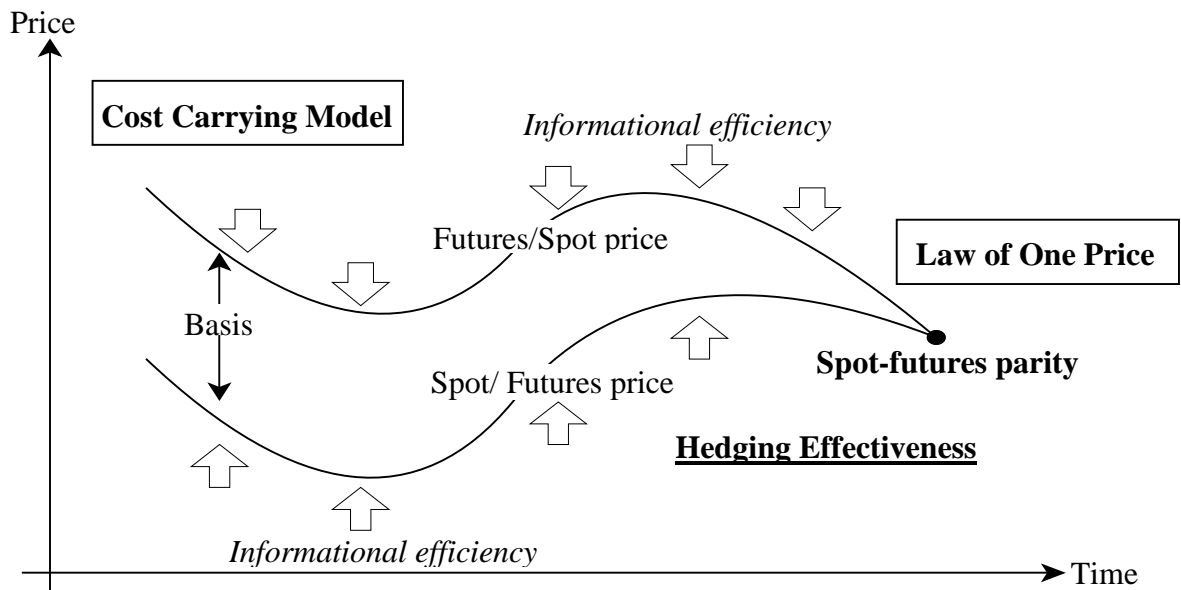 Price
Cost Carrying Model
Informational efficiency
Futures/Spot price
Law of One Price
Basis
Spot-futures parity
Spot/ Futures price
Hedging Effectiveness
Informational efficiency
Time